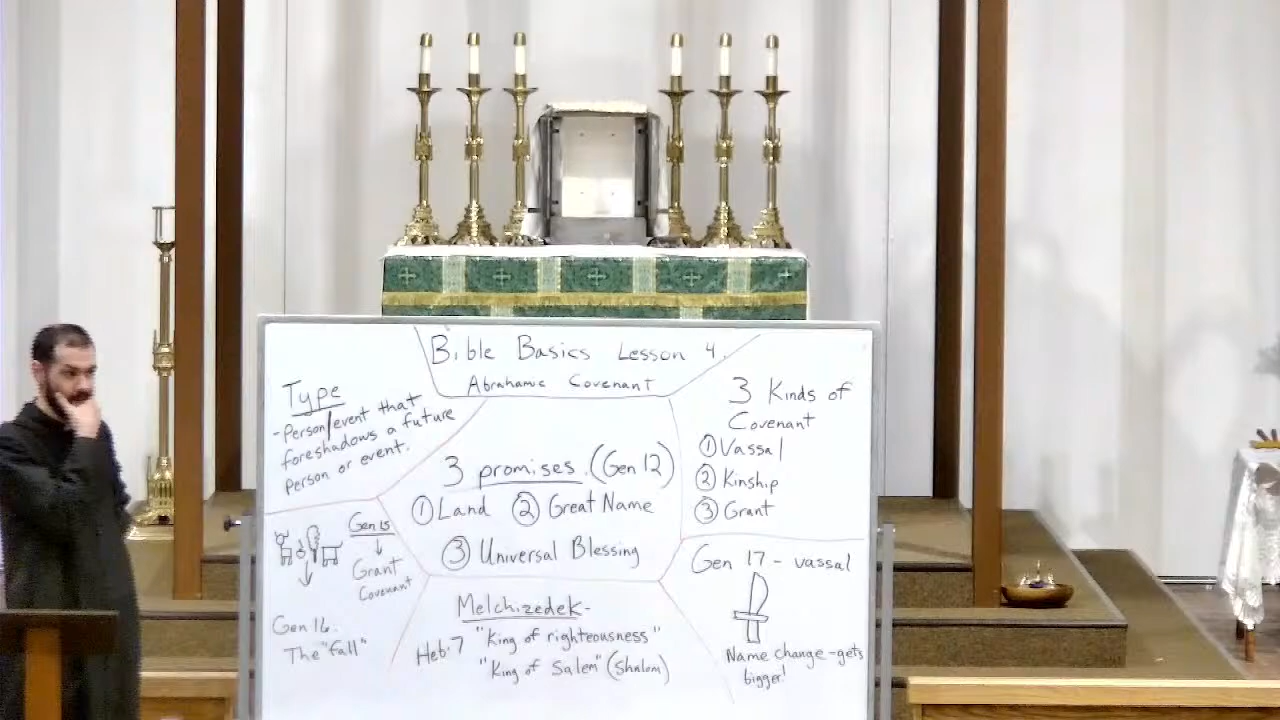 Bible Basics Lesson 4.
Abrahamic Covenant
Type
-Person/event that
foreshadows a future
person or event.
3 promises. (Gen 12)
① Land ② Great Name
③ Universal Blessing
3 Kinds of
Covenant
① Vassal
② Kinship
③ Grant
Gen 15
Grant
Covenant
Gen 16.
The "fall"
Melchizedek-
Heb. 7 "King of righteousness"
"King of Salem" (Shalom)
Gen 17 - vassal
Name change - gets
bigger!